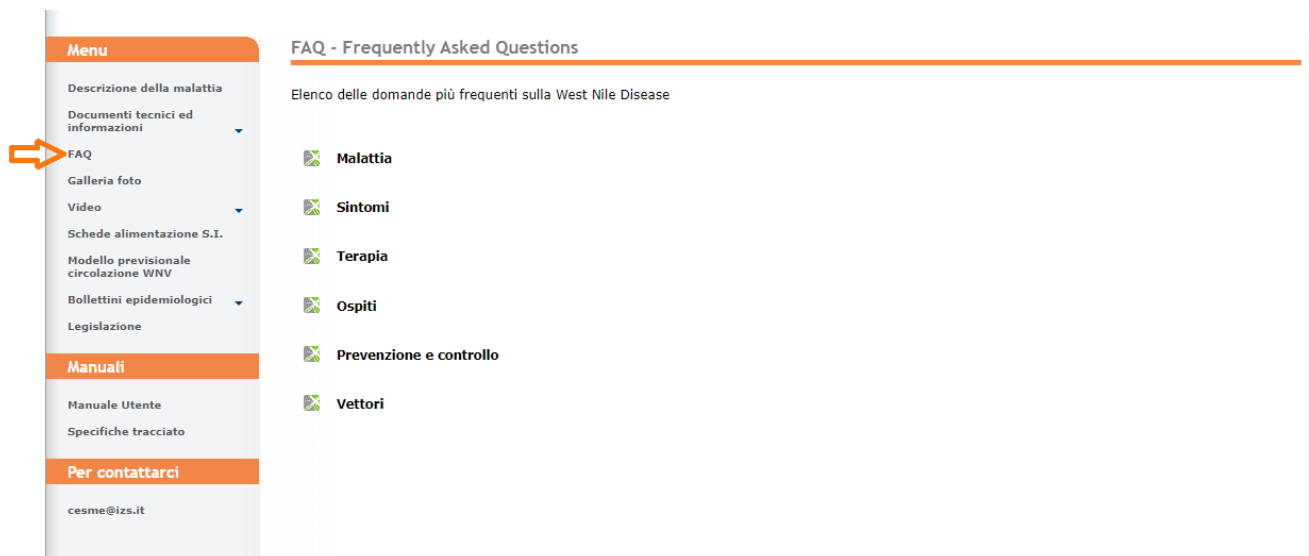 Menu
Descrizione della malattia
Documenti tecnici ed
informazioni
FAQ
Galleria foto
Video
Schede alimentazione S.I.
Modello previsionale
circolazione WNV
Bollettini epidemiologici
Legislazione
Manuali
Manuale Utente
Specifiche tracciato
Per contattarci
cesme@izs.it
FAQ - Frequently Asked Questions
Elenco delle domande più frequenti sulla West Nile Disease
Malattia
Sintomi
Terapia
Ospiti
Prevenzione e controllo
Vettori